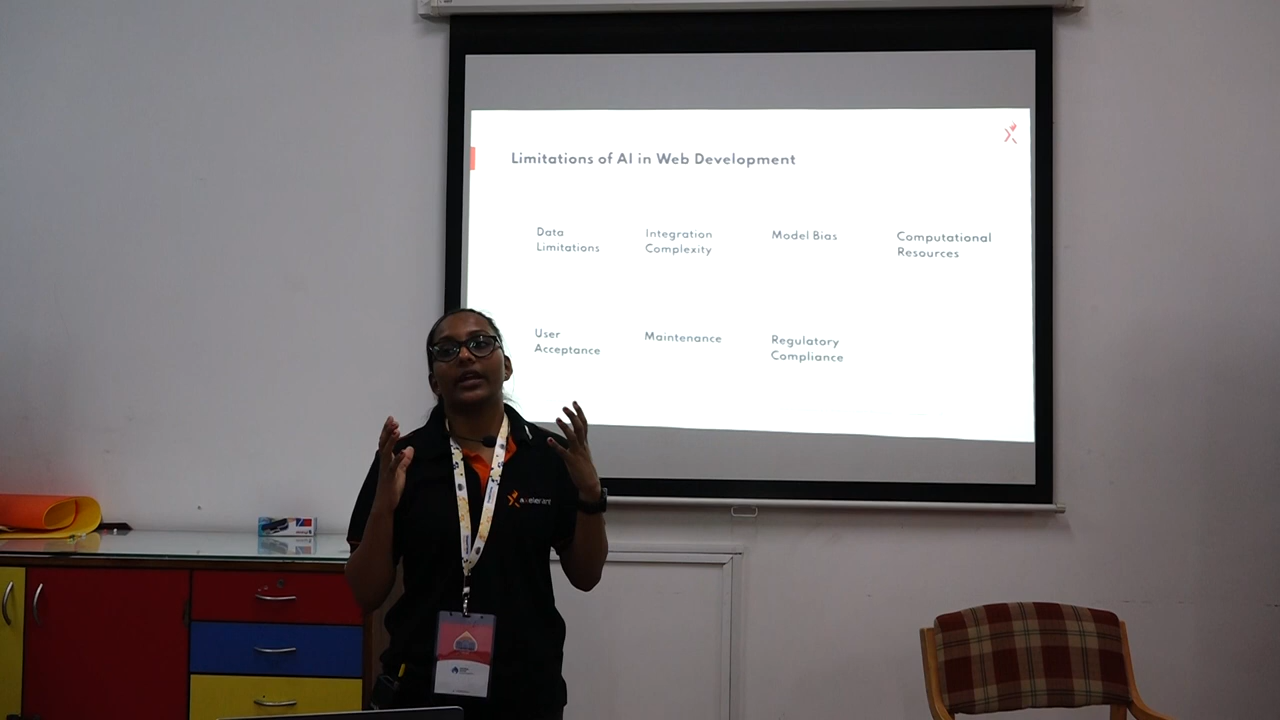 Limitations of AI in Web Development
Data
Limitations
Integration
Complexity
Model Bias
Computational
Resources
User
Acceptance
Maintenance
Regulatory
Compliance
axelerant